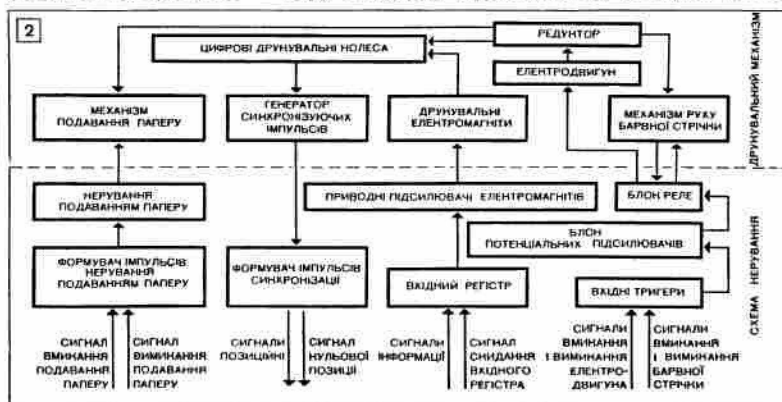 2
ЦИФРОВІ ДРУКУВАЛЬНІ КОЛЕСА
РЕДУКТОР
ЕЛЕКТРОДВИГУН
МЕХАНІЗМ
ПОДАВАННЯ ПАПЕРУ
ГЕНЕРАТОР
СИНХРОНІЗУЮЧИХ
ІМПУЛЬСІВ
ДРУКУВАЛЬНІ
ЕЛЕКТРОМАГНІТИ
МЕХАНІЗМ РУХУ
БАРВНОЇ СТРІЧКИ
ДРУКУВАЛЬНИЙ МЕХАНІЗМ
КЕРУВАННЯ
ПОДАВАННЯМ ПАПЕРУ
ПРИВОДНІ ПІДСИЛЮВАЧІ ЕЛЕКТРОМАГНІТІВ
БЛОК РЕЛЕ
БЛОК
ПОТЕНЦІАЛЬНИХ ПІДСИЛЮВАЧІВ
ФОРМУВАЧ ІМПУЛЬСІВ
КЕРУВАННЯ
ПОДАВАННЯМ ПАПЕРУ
ФОРМУВАЧ ІМПУЛЬСІВ
СИНХРОНІЗАЦІЇ
ВХІДНИЙ РЕГІСТР
ВХІДНІ ТРИГЕРИ
СХЕМА КЕРУВАННЯ
СИГНАЛ
ВМИКАННЯ
ПОДАВАННЯ
ПАПЕРУ
СИГНАЛ
ВИМИКАННЯ
ПОДАВАННЯ
ПАПЕРУ
СИГНАЛИ
ПОЗИЦІЙНІ
СИГНАЛ
НУЛЬОВОЇ
ПОЗИЦІЇ
СИГНАЛИ
ІНФОРМАЦІЇ
СИГНАЛ
СКИДАННЯ
ВХІДНОГО
РЕГІСТРА
СИГНАЛИ
ВМИКАННЯ
І ВИМИКАННЯ
ЕЛЕКТРО-
ДВИГУНА
СИГНАЛИ
ВМИКАННЯ
І ВИМИКАННЯ
БАРВНОЇ
СТРІЧКИ